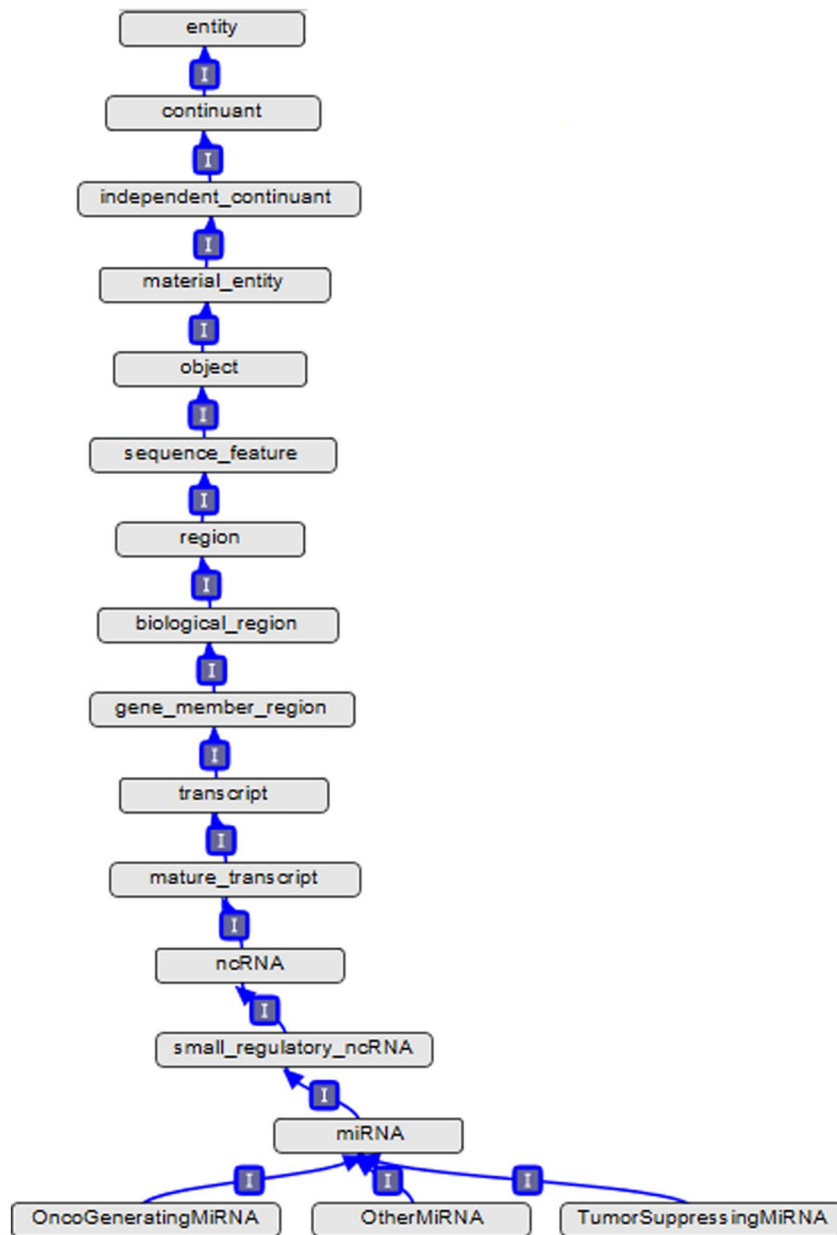 entity
I
continuant
I
independent_continuant
I
material_entity
I
object
I
sequence_feature
I
region
I
biological_region
I
gene_member_region
I
transcript
I
mature_transcript
I
ncRNA
I
small_regulatory_ncRNA
I
miRNA
I I I
OncoGeneratingMiRNA OtherMiRNA TumorSuppressingMiRNA